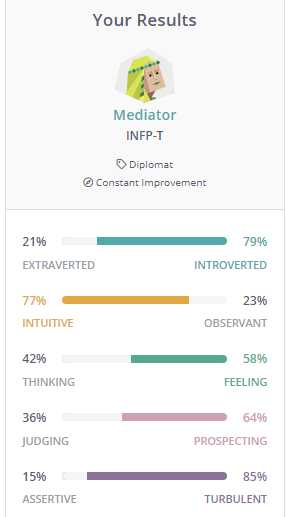 Your Results
Mediator
INFP-T
Diplomat
Constant Improvement
21% 79%
EXTRAVERTED INTROVERTED
77% 23%
INTUITIVE OBSERVANT
42% 58%
THINKING FEELING
36% 64%
JUDGING PROSPECTING
15% 85%
ASSERTIVE TURBULENT